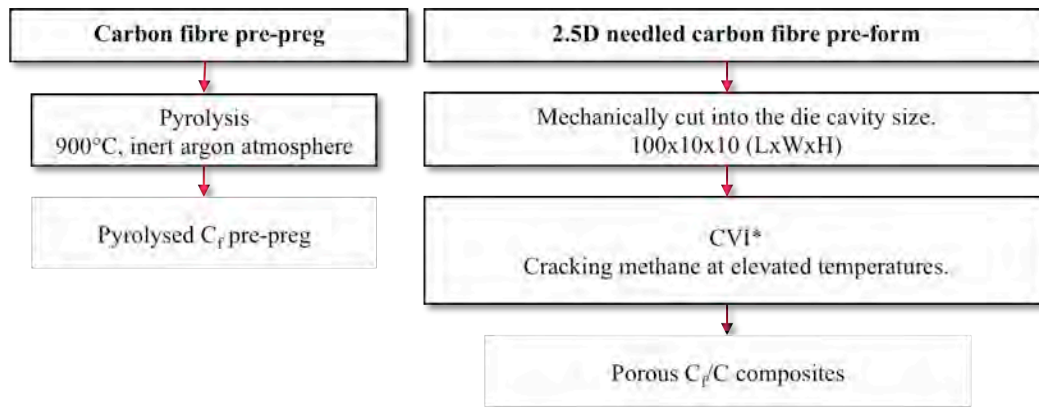 Carbon fibre pre-preg
Pyrolysis
900°C, inert argon atmosphere
Pyrolysed Cf pre-preg
2.5D needled carbon fibre pre-form
Mechanically cut into the die cavity size.
100x10x10 (LxWxH)
CVI*
Cracking methane at elevated temperatures.
Porous Cf/C composites